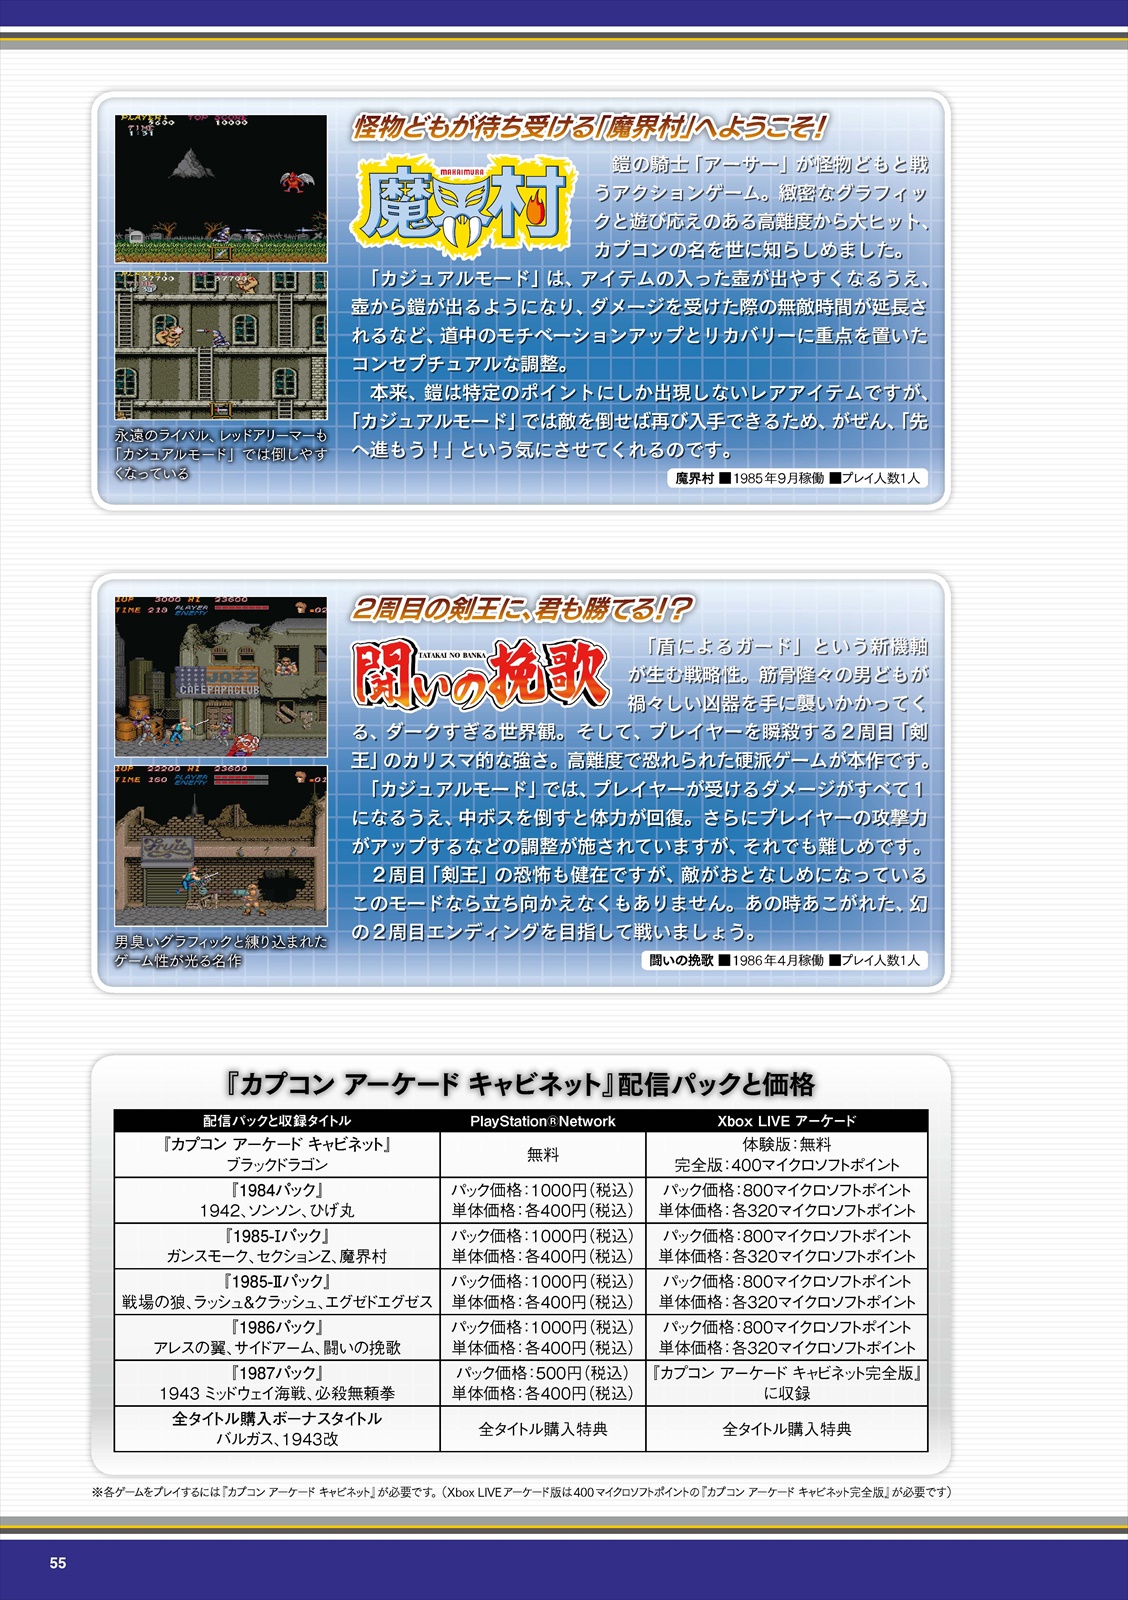 怪物どもが待ち受ける「魔界村」へようこそ!
MAKAIMURA
魔界村
鎧の騎士「アーサー」が怪物どもと戦
うアクションゲーム。緻密なグラフィッ
クと遊び応えのある高難度から大ヒット、
カプコンの名を世に知らしめました。
「カジュアルモード」は、アイテムの入った壺が出やすくなるうえ、
壺から鎧が出るようになり、ダメージを受けた際の無敵時間が延長さ
れるなど、道中のモチベーションアップとリカバリーに重点を置いた
コンセプチュアルな調整。
本来、鎧は特定のポイントにしか出現しないレアアイテムですが、
「カジュアルモード」では敵を倒せば再び入手できるため、がぜん、「先
へ進もう!」という気にさせてくれるのです。
魔界村 ■1985年9月稼働 ■プレイ人数1人
PLAYER1 TOP SCORE
2600 10000
TIME
1:31
37700 37700
永遠のライバル、レッドアリーマーも
「カジュアルモード」では倒しやす
くなっている
2周目の剣王に、君も勝てる!?
TATAKAI NO BANKA
闘いの挽歌
「盾によるガード」という新機軸
が生む戦略性。筋骨隆々の男どもが
禍々しい凶器を手に襲いかかってく
る、ダークすぎる世界観。そして、プレイヤーを瞬殺する2周目「剣
王」のカリスマ的な強さ。高難度で恐れられた硬派ゲームが本作です。
「カジュアルモード」では、プレイヤーが受けるダメージがすべて1
になるうえ、中ボスを倒すと体力が回復。さらにプレイヤーの攻撃力
がアップするなどの調整が施されていますが、それでも難しめです。
2周目「剣王」の恐怖も健在ですが、敵がおとなしめになっている
このモードなら立ち向かえなくもありません。あの時あこがれた、幻
の2周目エンディングを目指して戦いましょう。
闘いの挽歌 ■1986年4月稼働 ■プレイ人数1人
1UP 3000 HI 23600
TIME 218 PLAYER
ENEMY
=02
JAZZ
CAFEPAPACLUB
1UP 22200 HI 23600
TIME 160 PLAYER
ENEMY
=01
Fruit
男臭いグラフィックと練り込まれた
ゲーム性が光る名作
『カプコン アーケード キャビネット』配信パックと価格
配信パックと収録タイトル PlayStation®Network Xbox LIVE アーケード
『カプコン アーケード キャビネット』
ブラックドラゴン
無料
体験版:無料
完全版:400マイクロソフトポイント
『1984パック』
1942、ソンソン、ひげ丸
パック価格:1000円(税込)
単体価格:各400円(税込)
パック価格:800マイクロソフトポイント
単体価格:各320マイクロソフトポイント
『1985-Ⅰパック』
ガンスモーク、セクションZ、魔界村
パック価格:1000円(税込)
単体価格:各400円(税込)
パック価格:800マイクロソフトポイント
単体価格:各320マイクロソフトポイント
『1985-Ⅱパック』
戦場の狼、ラッシュ&クラッシュ、エグゼドエグゼス
パック価格:1000円(税込)
単体価格:各400円(税込)
パック価格:800マイクロソフトポイント
単体価格:各320マイクロソフトポイント
『1986パック』
アレスの翼、サイドアーム、闘いの挽歌
パック価格:1000円(税込)
単体価格:各400円(税込)
パック価格:800マイクロソフトポイント
単体価格:各320マイクロソフトポイント
『1987パック』
1943 ミッドウェイ海戦、必殺無頼拳
パック価格:500円(税込)
単体価格:各400円(税込)
『カプコン アーケード キャビネット完全版』
に収録
全タイトル購入ボーナスタイトル
バルガス、1943改
全タイトル購入特典
全タイトル購入特典
※各ゲームをプレイするには『カプコン アーケード キャビネット』が必要です。(Xbox LIVEアーケード版は400マイクロソフトポイントの『カプコン アーケード キャビネット完全版』が必要です)
55